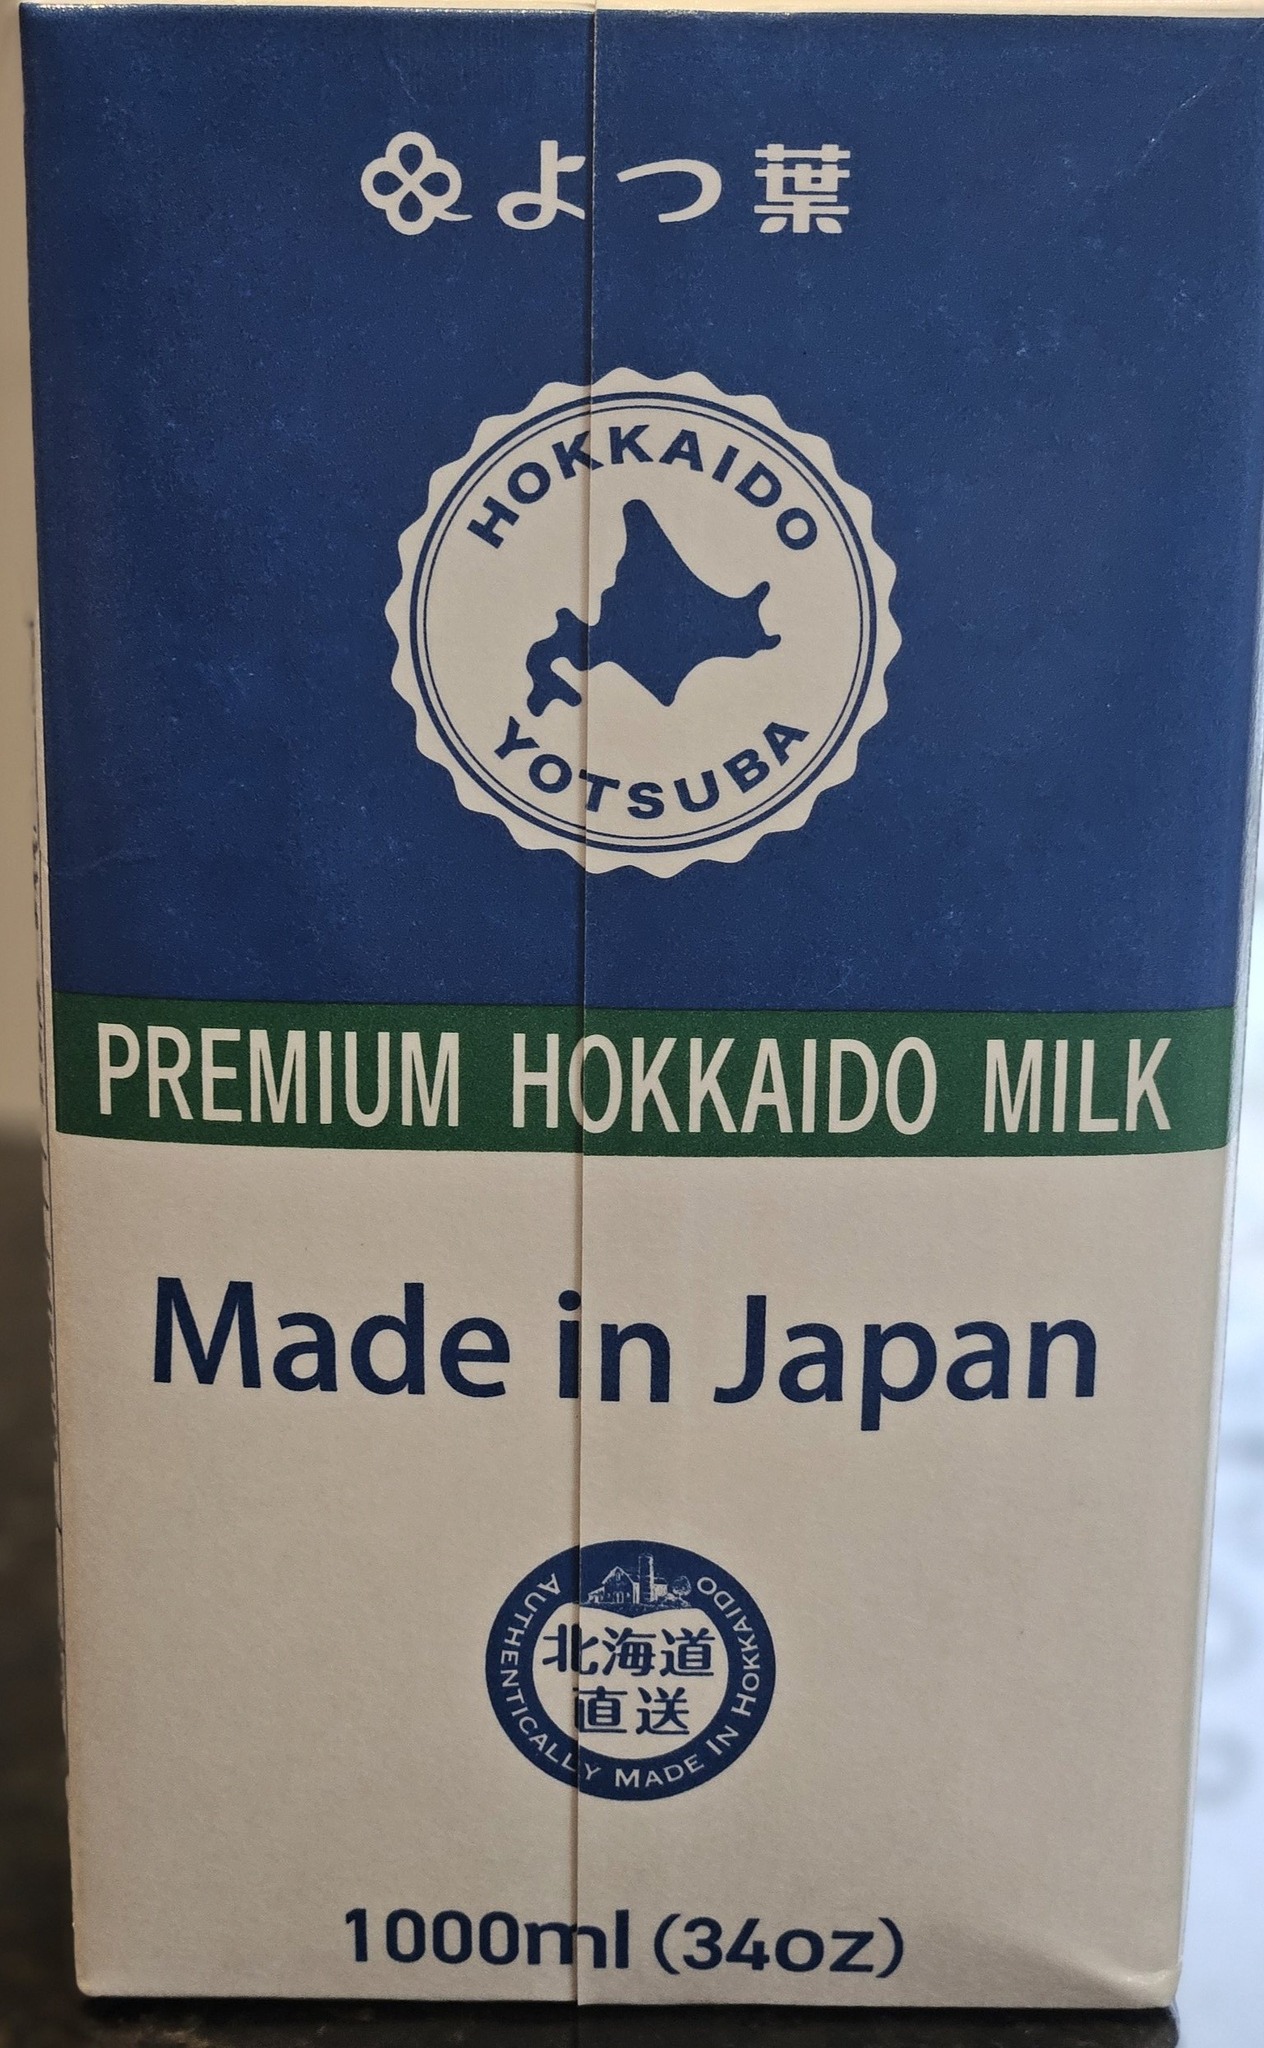 よつ葉
HOKKAIDO
YOTSUBA
PREMIUM HOKKAIDO MILK
Made in Japan
AUTHENTICALLY MADE IN HOKKAIDO
北海道
直送
1000ml (34oz)